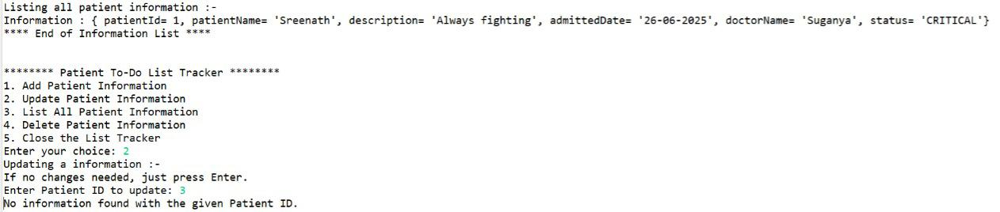 Listing all patient information :-
Information : { patientId= 1, patientName= 'Sreenath', description= 'Always fighting', admittedDate= '26-06-2025', doctorName= 'Suganya', status= 'CRITICAL'}
**** End of Information List ****
******** Patient To-Do List Tracker ********
1. Add Patient Information
2. Update Patient Information
3. List All Patient Information
4. Delete Patient Information
5. Close the List Tracker
Enter your choice: 2
Updating a information :-
If no changes needed, just press Enter.
Enter Patient ID to update: 3
No information found with the given Patient ID.